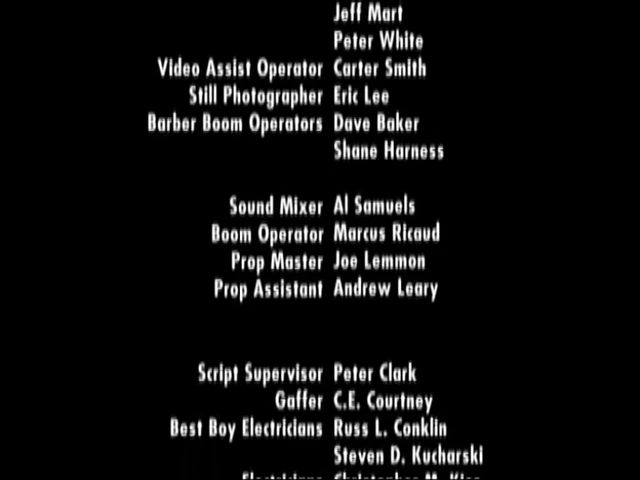 Jeff Mart
Peter White
Video Assist Operator Carter Smith
Still Photographer Eric Lee
Barber Boom Operators Dave Baker
Shane Harness
Sound Mixer Al Samuels
Boom Operator Marcus Ricaud
Prop Master Joe Lemmon
Prop Assistant Andrew Leary
Script Supervisor Peter Clark
Gaffer C.E. Courtney
Best Boy Electricians Russ L. Conklin
Steven D. Kucharski
Electricians Christopher M.